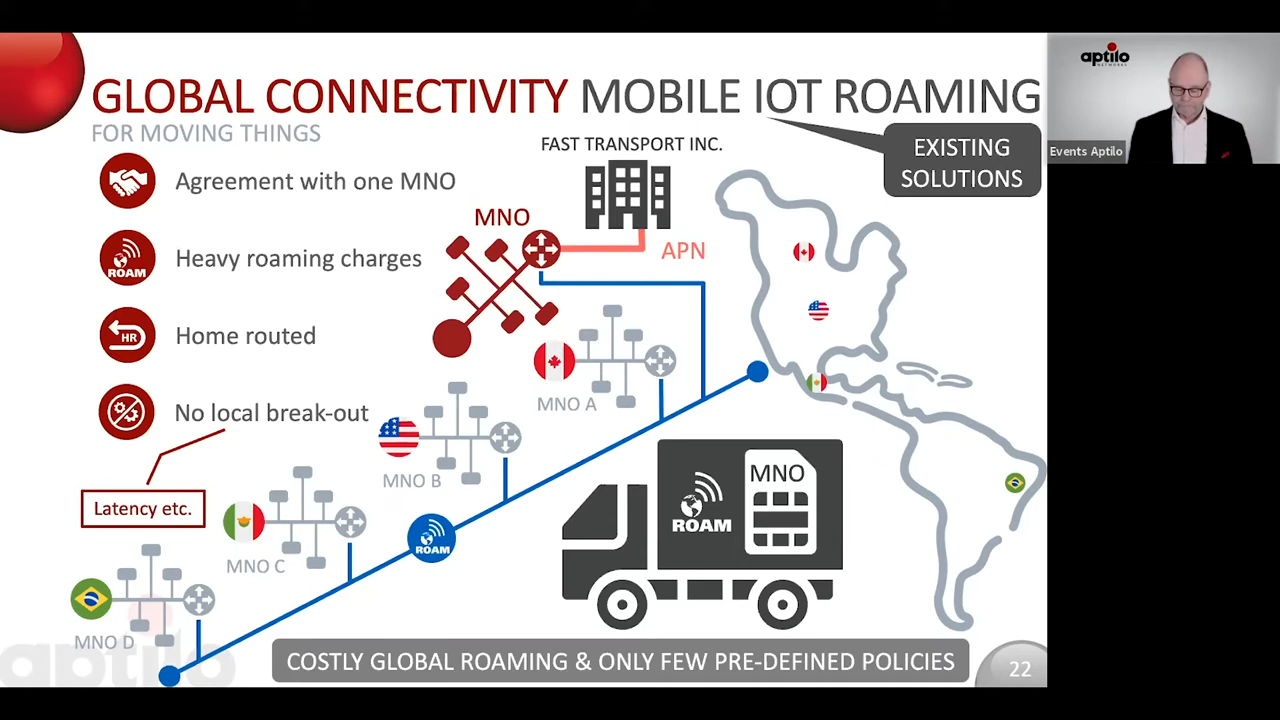 GLOBAL CONNECTIVITY MOBILE IOT ROAMING
FOR MOVING THINGS
EXISTING
SOLUTIONS
FAST TRANSPORT INC.
Agreement with one MNO
MNO
APN
ROAM
Heavy roaming charges
HR
Home routed
No local break-out
Latency etc.
MNO A
MNO B
MNO C
MNO D
ROAM
ROAM
MNO
COSTLY GLOBAL ROAMING & ONLY FEW PRE-DEFINED POLICIES
22
aptilo
aptilo
NETWORKS
Events Aptilo